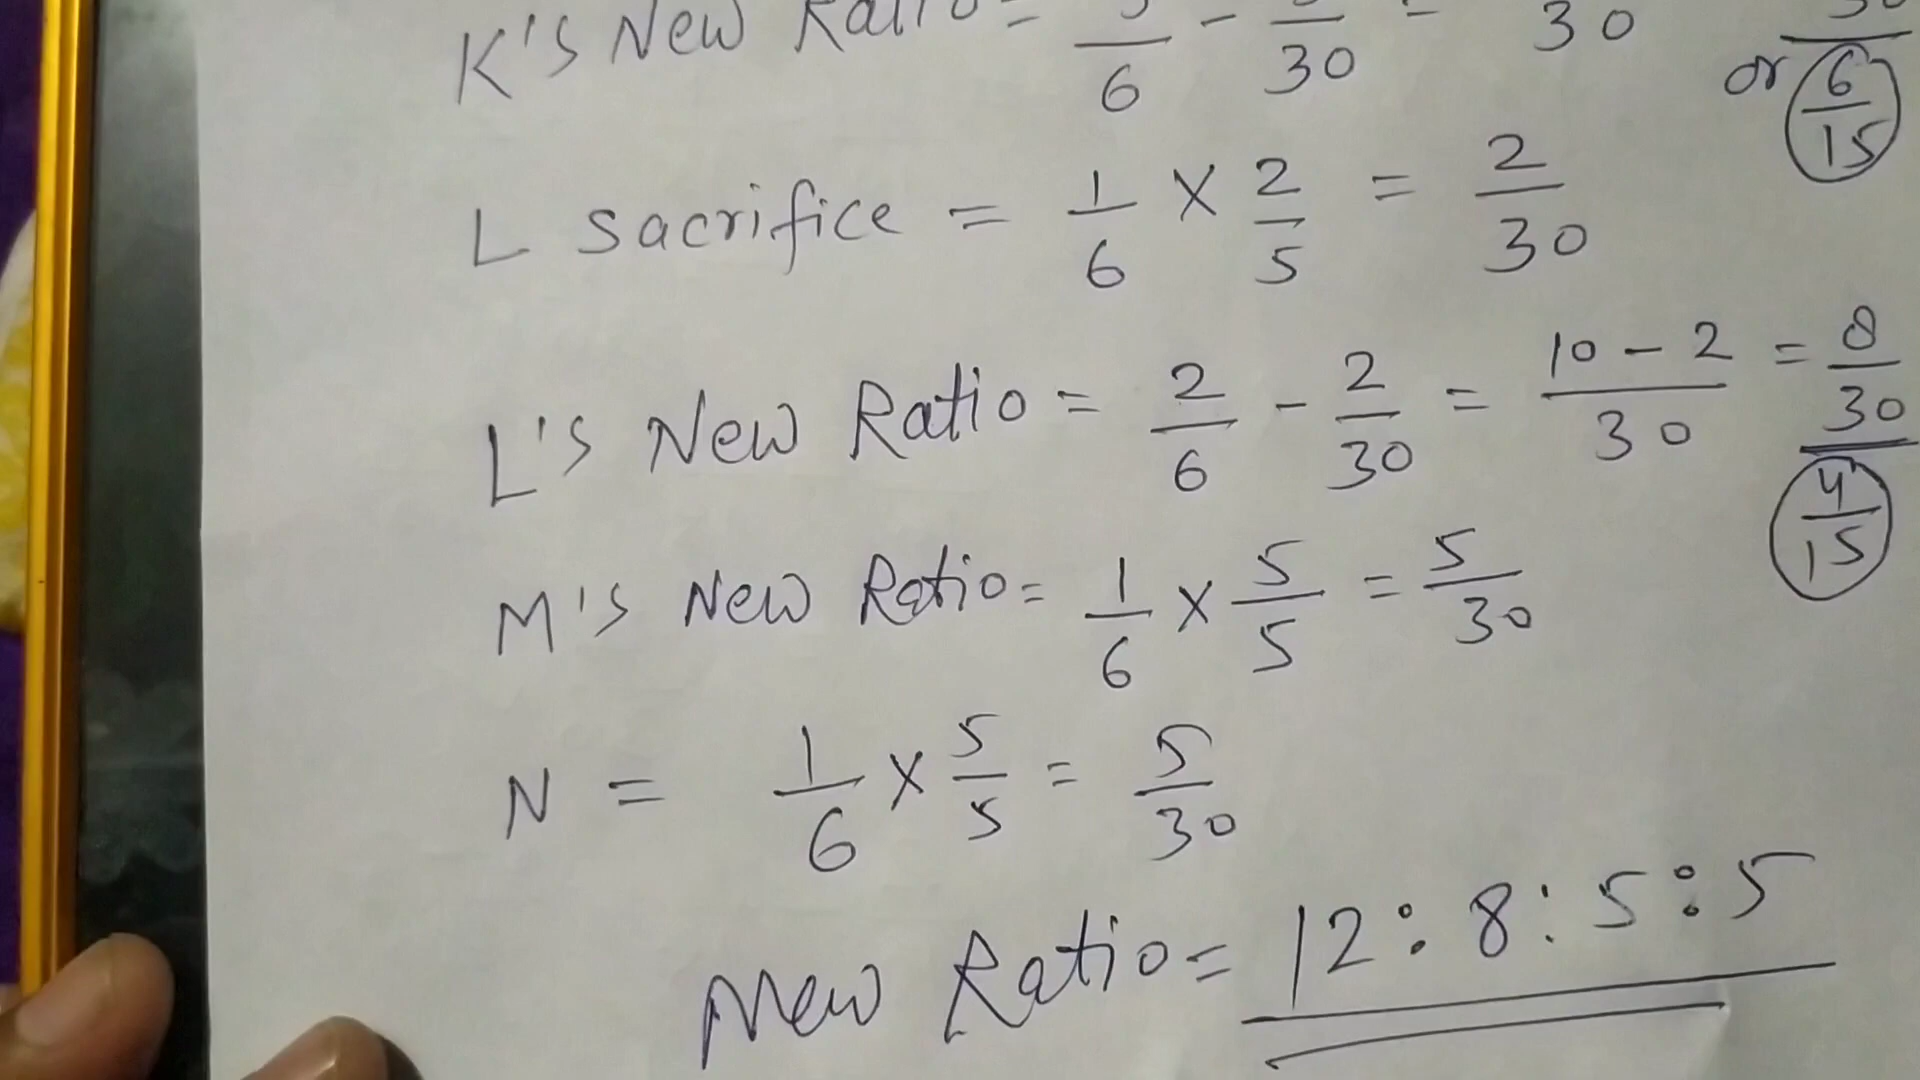 K's New Ratio = /6 - /30 = 30
or 6/15
L sacrifice = 1/6 × 2/5 = 2/30
L's New Ratio = 2/6 - 2/30 = 10 - 2/30 = 8/30
4/15
M's New Ratio = 1/6 × 5/5 = 5/30
N = 1/6 × 5/5 = 5/30
New Ratio = 12:8:5:5